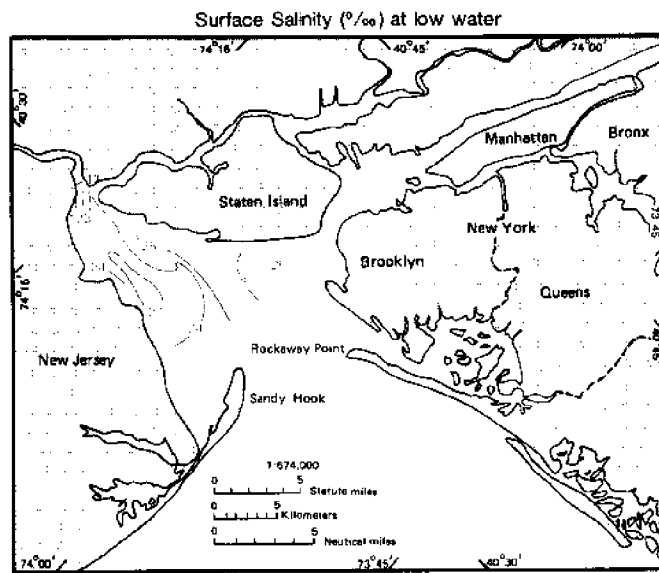 Surface Salinity (º/oo) at low water
74°16'
40°45'
74°00'
40°30'
Manhattan
Bronx
Staten Island
73°45'
New York
Brooklyn
74°16'
Queens
40°45'
New Jersey
Rockaway Point
Sandy Hook
1:674,000
0 5
Statute miles
0 5
Kilometers
0 5
Neutical miles
74°00'
73°45'
40°30'